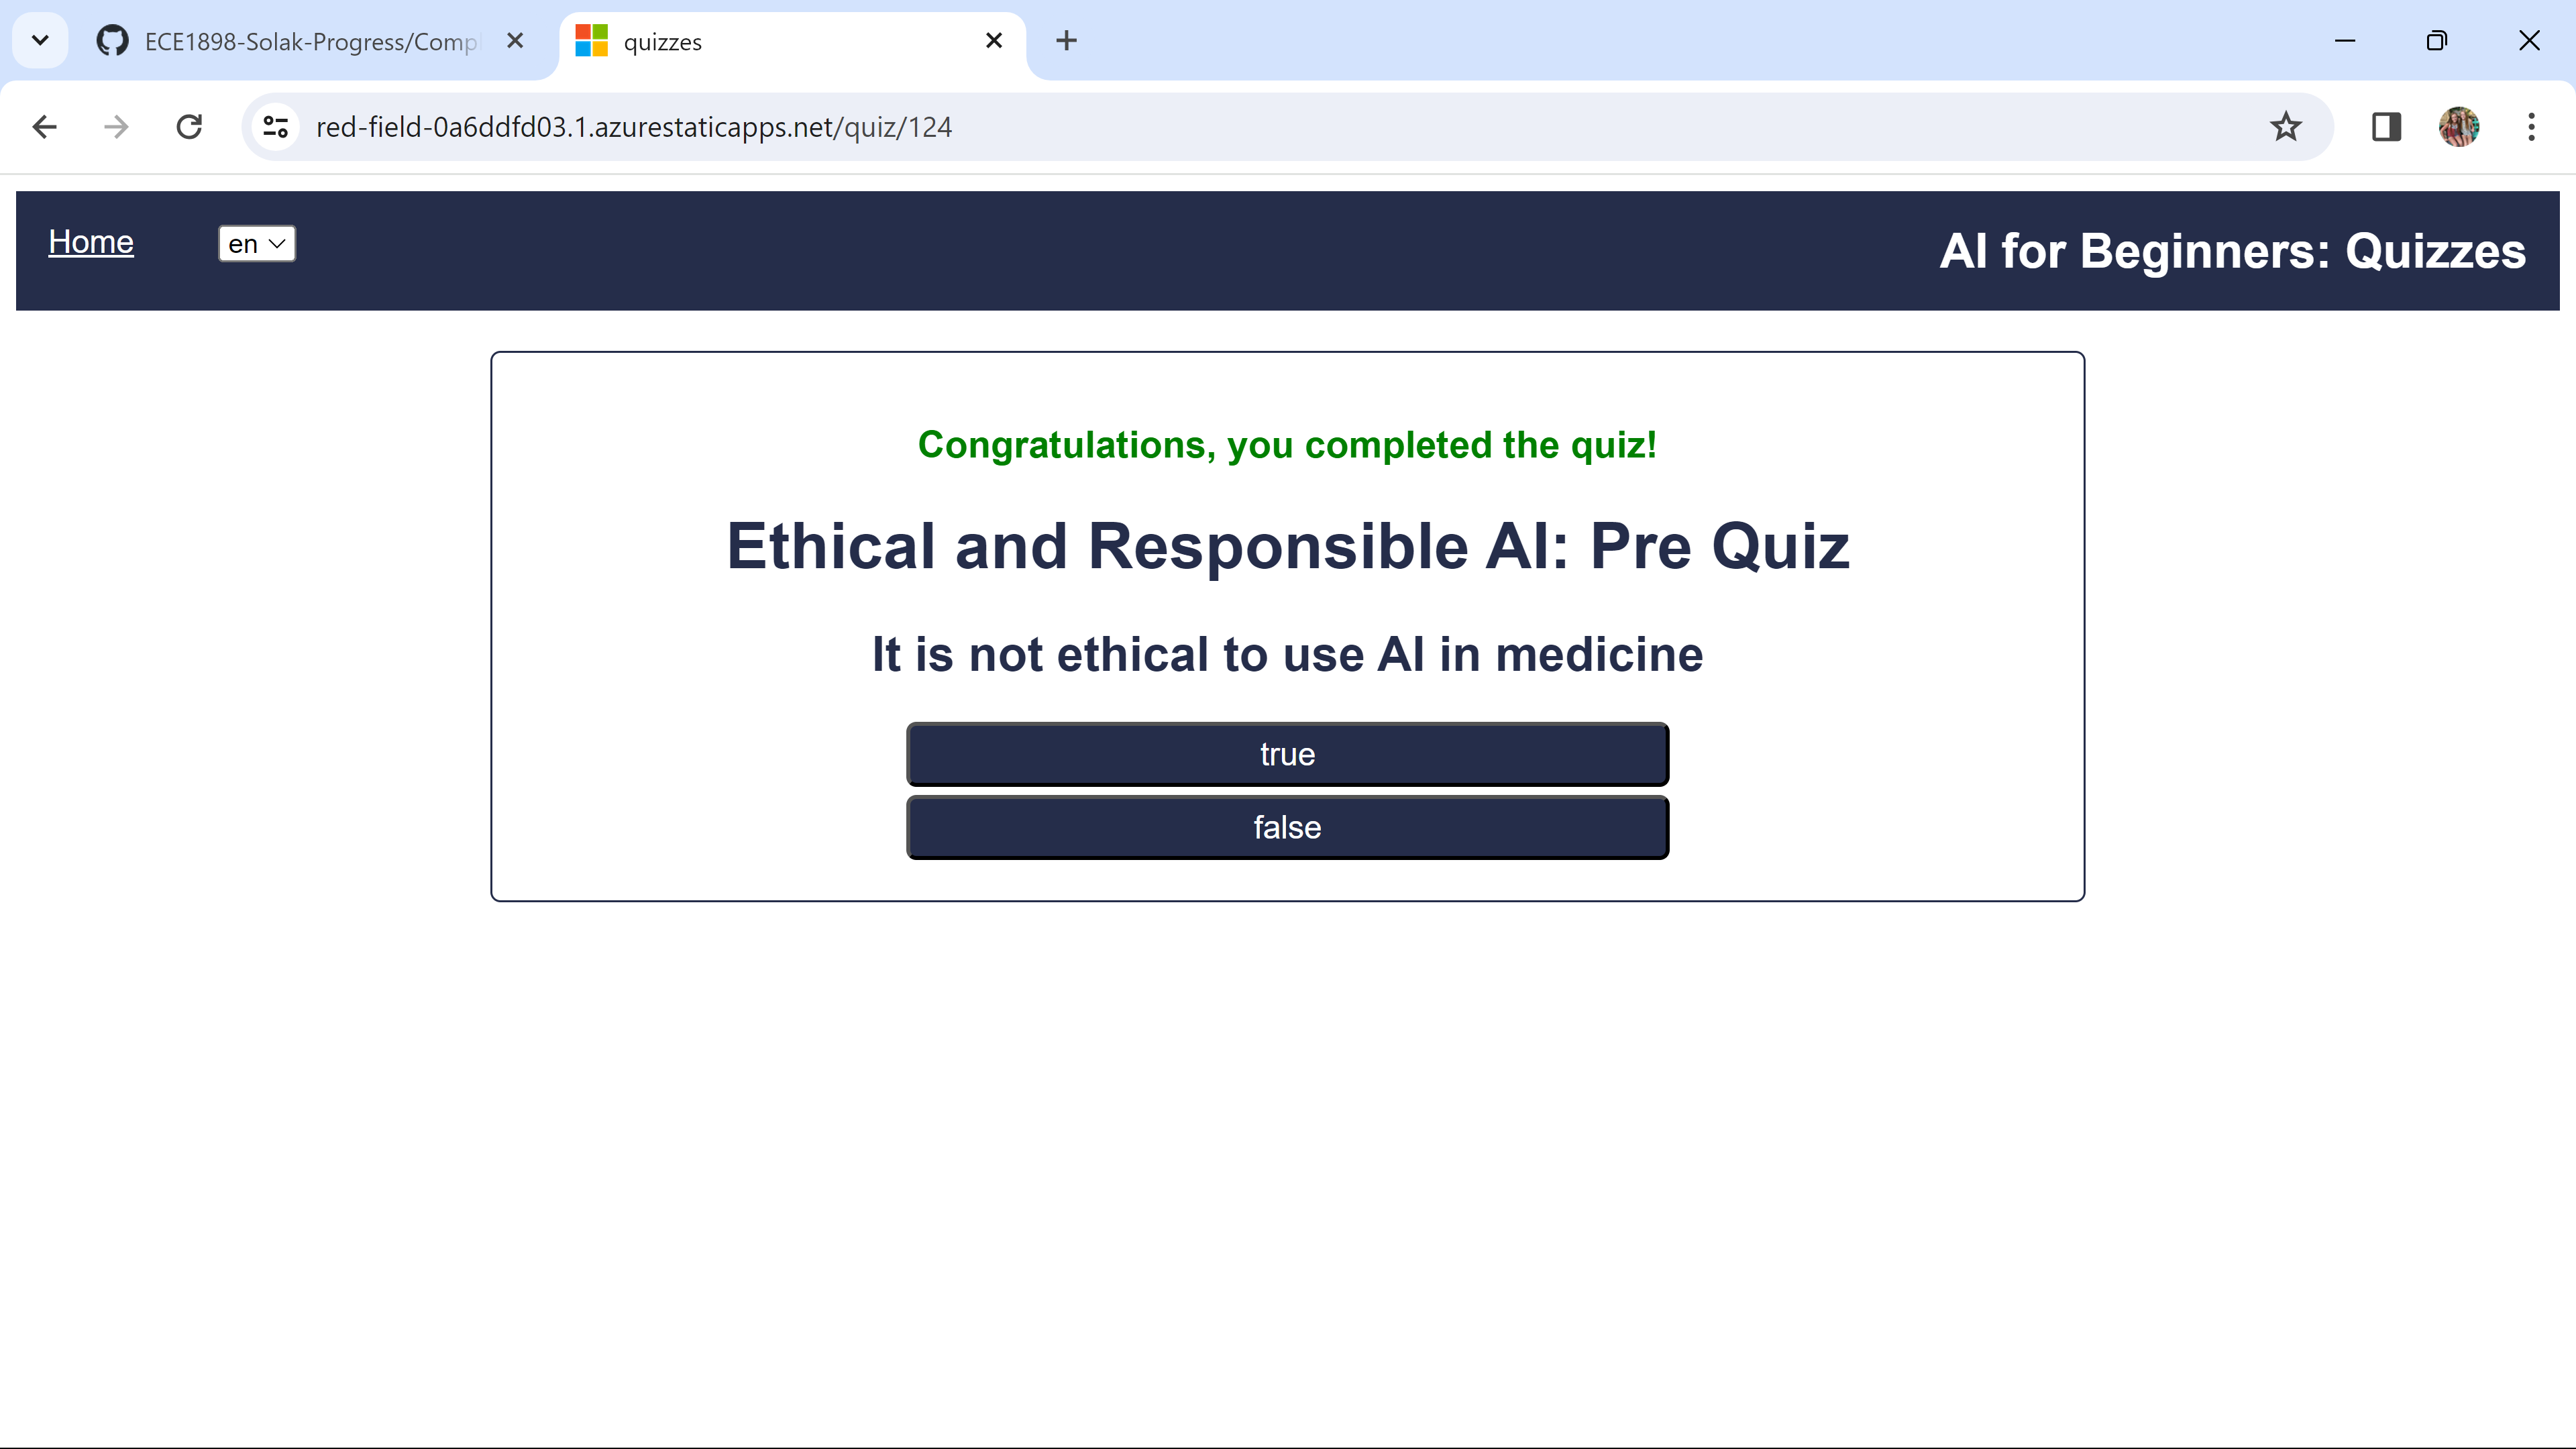 ECE1898-Solak-Progress/Comp
quizzes
red-field-0a6ddfd03.1.azurestaticapps.net/quiz/124
Home
en
AI for Beginners: Quizzes
Congratulations, you completed the quiz!
Ethical and Responsible AI: Pre Quiz
It is not ethical to use AI in medicine
true
false